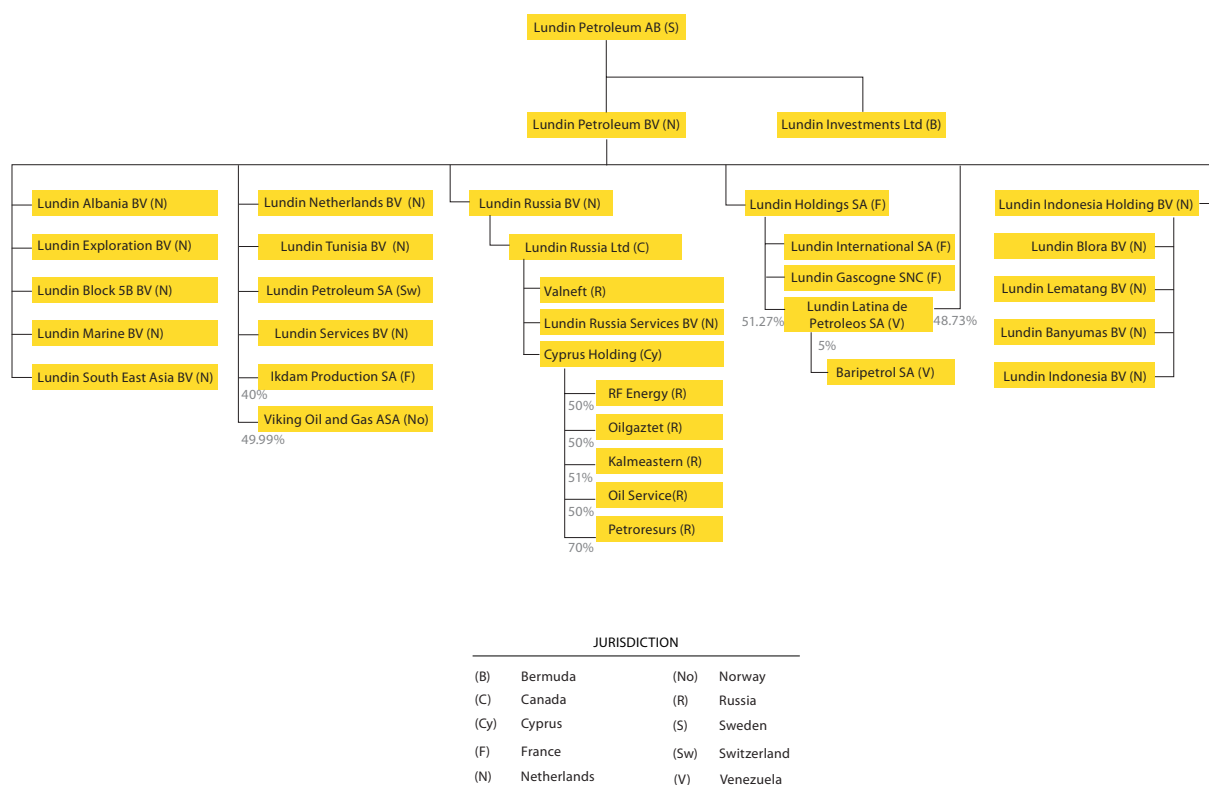 Lundin Petroleum AB (S)
Lundin Petroleum BV (N)
Lundin Investments Ltd (B)
Lundin Albania BV (N)
Lundin Exploration BV (N)
Lundin Block 5B BV (N)
Lundin Marine BV (N)
Lundin South East Asia BV (N)
Lundin Netherlands BV (N)
Lundin Tunisia BV (N)
Lundin Petroleum SA (Sw)
Lundin Services BV (N)
Ikdam Production SA (F)
40%
Viking Oil and Gas ASA (No)
49.99%
Lundin Russia BV (N)
Lundin Russia Ltd (C)
Valneft (R)
Lundin Russia Services BV (N)
Cyprus Holding (Cy)
RF Energy (R)
50%
Oilgaztet (R)
50%
Kalmeastern (R)
51%
Oil Service(R)
50%
Petroresurs (R)
70%
Lundin Holdings SA (F)
Lundin International SA (F)
Lundin Gascogne SNC (F)
Lundin Latina de
Petroleos SA (V)
51.27%
48.73%
5%
Baripetrol SA (V)
Lundin Indonesia Holding BV (N)
Lundin Blora BV (N)
Lundin Lematang BV (N)
Lundin Banyumas BV (N)
Lundin Indonesia BV (N)
JURISDICTION
(B) Bermuda
(C) Canada
(Cy) Cyprus
(F) France
(N) Netherlands
(No) Norway
(R) Russia
(S) Sweden
(Sw) Switzerland
(V) Venezuela